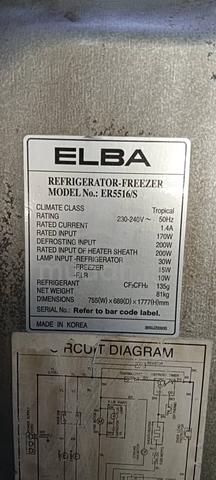 ELBA
REFRIGERATOR-FREEZER
MODEL No.: ER5516/S
CLIMATE CLASS Tropical
RATING 230-240V ~ 50Hz
RATED CURRENT 1.4A
RATED INPUT 170W
DEFROSTING INPUT 200W
RATED INPUT OF HEATER SHEATH 200W
LAMP INPUT -REFRIGERATOR 30W
-FREEZER 15W
10W
REFRIGERANT CF₃CFH₂ 135g
NET WEIGHT 81kg
DIMENSIONS 755(W) x 689(D) x 1777(H)mm
SERIAL No.: Refer to bar code label.
MADE IN KOREA
CIRCUIT DIAGRAM